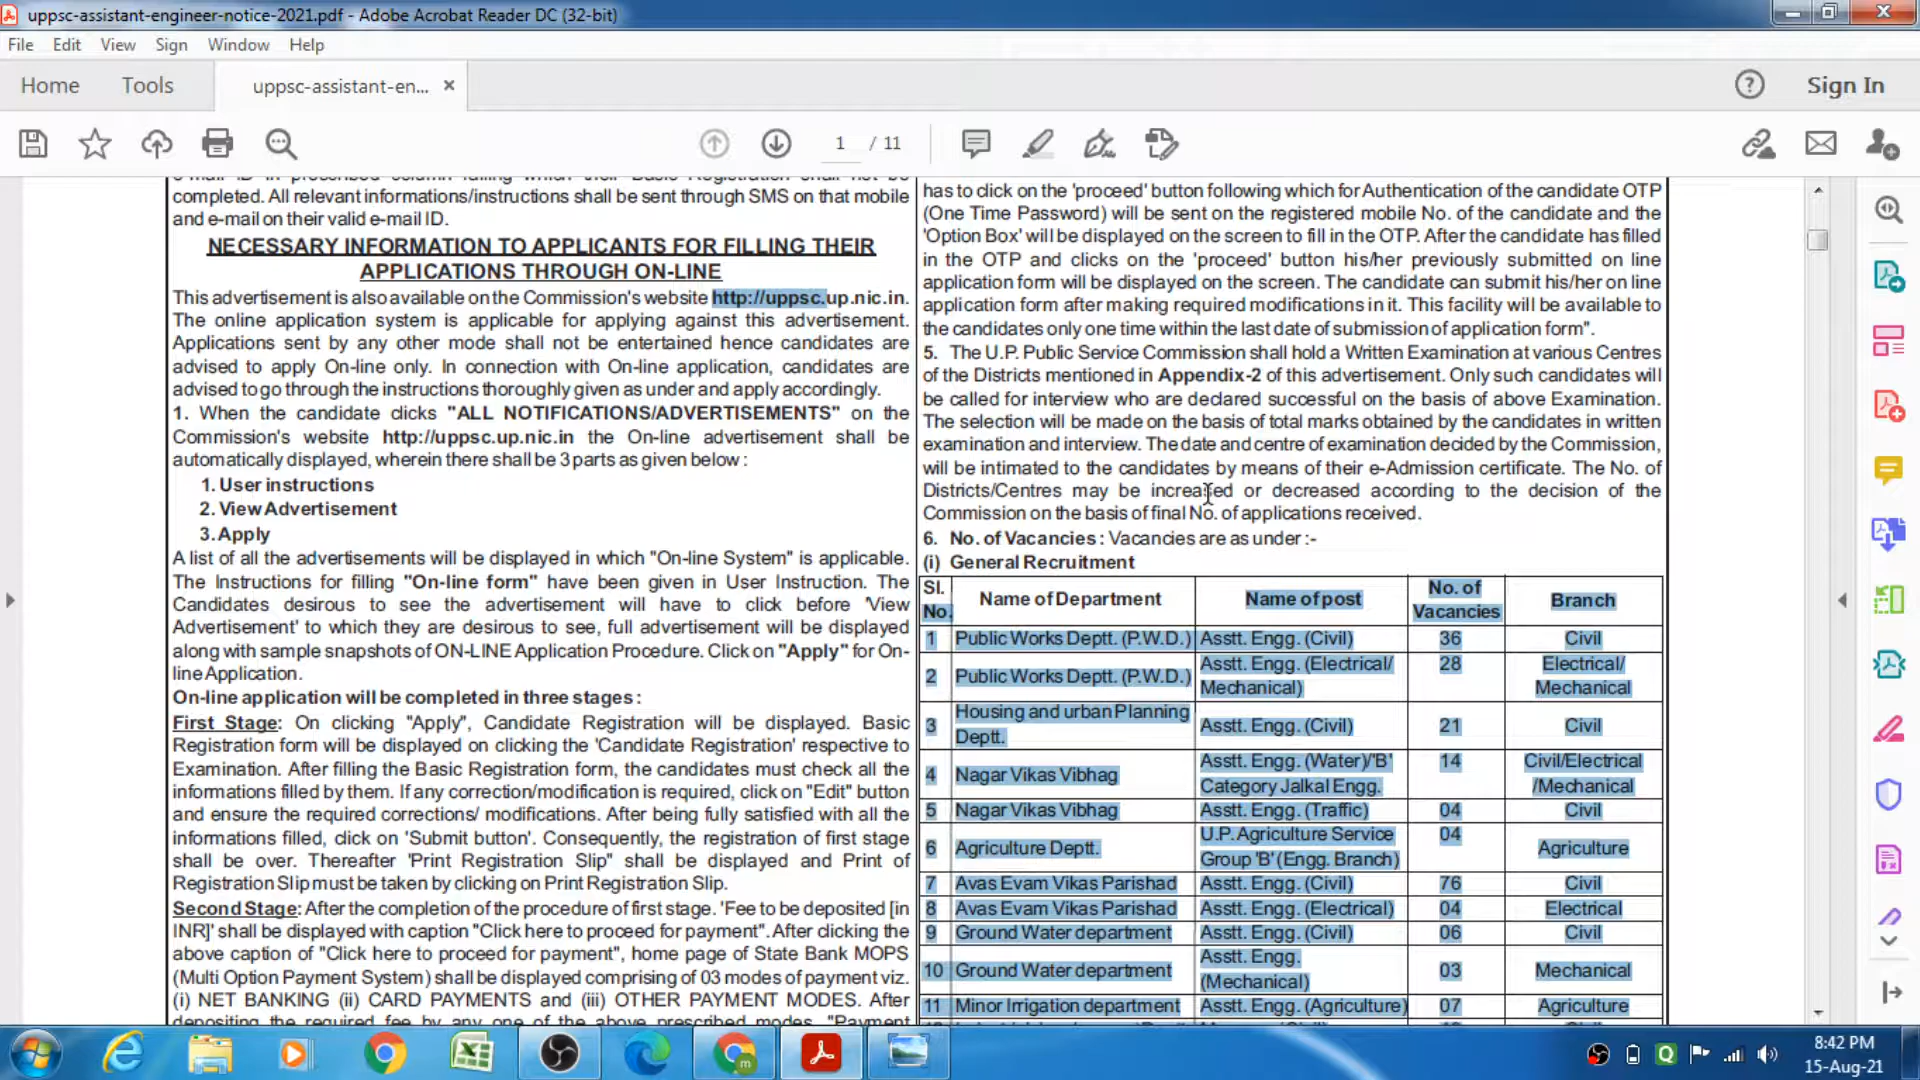 uppsc-assistant-engineer-notice-2021.pdf - Adobe Acrobat Reader DC (32-bit)
File Edit View Sign Window Help
Home Tools uppsc-assistant-en... × Sign In
1 / 11
completed. All relevant informations/instructions shall be sent through SMS on that mobile
and e-mail on their valid e-mail ID.
NECESSARY INFORMATION TO APPLICANTS FOR FILLING THEIR
APPLICATIONS THROUGH ON-LINE
This advertisement is also available on the Commission's website http://uppsc.up.nic.in.
The online application system is applicable for applying against this advertisement.
Applications sent by any other mode shall not be entertained hence candidates are
advised to apply On-line only. In connection with On-line application, candidates are
advised to go through the instructions thoroughly given as under and apply accordingly.
1. When the candidate clicks "ALL NOTIFICATIONS/ADVERTISEMENTS" on the
Commission's website http://uppsc.up.nic.in the On-line advertisement shall be
automatically displayed, wherein there shall be 3 parts as given below :
1. User instructions
2. View Advertisement
3. Apply
A list of all the advertisements will be displayed in which "On-line System" is applicable.
The Instructions for filling "On-line form" have been given in User Instruction. The
Candidates desirous to see the advertisement will have to click before 'View
Advertisement' to which they are desirous to see, full advertisement will be displayed
along with sample snapshots of ON-LINE Application Procedure. Click on "Apply" for On-
line Application.
On-line application will be completed in three stages :
First Stage: On clicking "Apply", Candidate Registration will be displayed. Basic
Registration form will be displayed on clicking the 'Candidate Registration' respective to
Examination. After filling the Basic Registration form, the candidates must check all the
informations filled by them. If any correction/modification is required, click on "Edit" button
and ensure the required corrections/ modifications. After being fully satisfied with all the
informations filled, click on 'Submit button'. Consequently, the registration of first stage
shall be over. Thereafter 'Print Registration Slip" shall be displayed and Print of
Registration Slip must be taken by clicking on Print Registration Slip.
Second Stage: After the completion of the procedure of first stage. 'Fee to be deposited [in
INR]' shall be displayed with caption "Click here to proceed for payment". After clicking the
above caption of "Click here to proceed for payment", home page of State Bank MOPS
(Multi Option Payment System) shall be displayed comprising of 03 modes of payment viz.
(i) NET BANKING (ii) CARD PAYMENTS and (iii) OTHER PAYMENT MODES. After
depositing the required fee by any one of the above prescribed modes, "Payment
has to click on the 'proceed' button following which for Authentication of the candidate OTP
(One Time Password) will be sent on the registered mobile No. of the candidate and the
'Option Box' will be displayed on the screen to fill in the OTP. After the candidate has filled
in the OTP and clicks on the 'proceed' button his/her previously submitted on line
application form will be displayed on the screen. The candidate can submit his/her on line
application form after making required modifications in it. This facility will be available to
the candidates only one time within the last date of submission of application form".
5. The U.P. Public Service Commission shall hold a Written Examination at various Centres
of the Districts mentioned in Appendix-2 of this advertisement. Only such candidates will
be called for interview who are declared successful on the basis of above Examination.
The selection will be made on the basis of total marks obtained by the candidates in written
examination and interview. The date and centre of examination decided by the Commission,
will be intimated to the candidates by means of their e-Admission certificate. The No. of
Districts/Centres may be increased or decreased according to the decision of the
Commission on the basis of final No. of applications received.
6. No. of Vacancies : Vacancies are as under :-
(i) General Recruitment
Sl. No. Name of Department Name of post No. of Vacancies Branch
1 Public Works Deptt. (P.W.D.) Asstt. Engg. (Civil) 36 Civil
2 Public Works Deptt. (P.W.D.) Asstt. Engg. (Electrical/ Mechanical) 28 Electrical/ Mechanical
3 Housing and urban Planning Deptt. Asstt. Engg. (Civil) 21 Civil
4 Nagar Vikas Vibhag Asstt. Engg. (Water)/'B' Category Jalkal Engg. 14 Civil/Electrical /Mechanical
5 Nagar Vikas Vibhag Asstt. Engg. (Traffic) 04 Civil
6 Agriculture Deptt. U.P. Agriculture Service Group 'B' (Engg. Branch) 04 Agriculture
7 Avas Evam Vikas Parishad Asstt. Engg. (Civil) 76 Civil
8 Avas Evam Vikas Parishad Asstt. Engg. (Electrical) 04 Electrical
9 Ground Water department Asstt. Engg. (Civil) 06 Civil
10 Ground Water department Asstt. Engg. (Mechanical) 03 Mechanical
11 Minor Irrigation department Asstt. Engg. (Agriculture) 07 Agriculture
8:42 PM
15-Aug-21